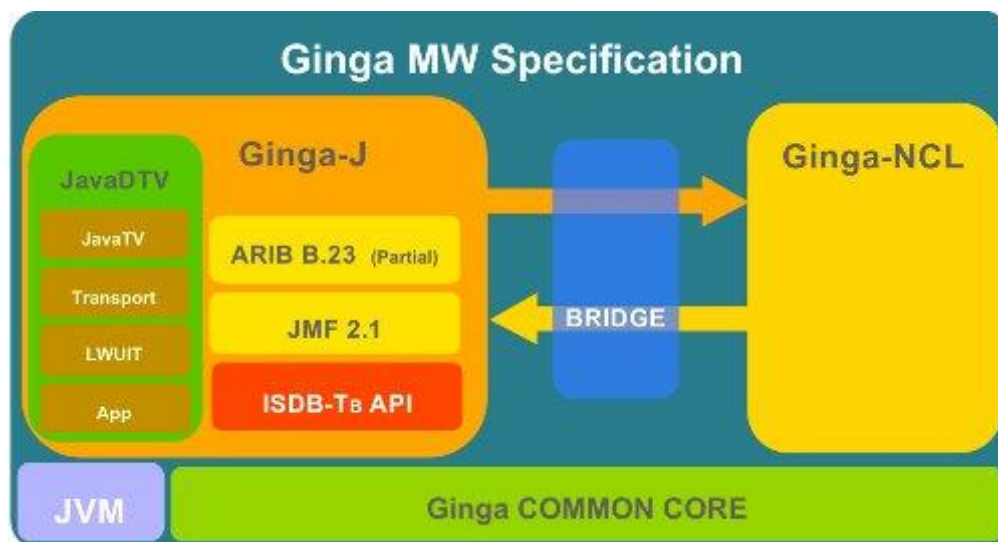 Ginga MW Specification
Ginga-J
JavaDTV
JavaTV
Transport
LWUIT
App
ARIB B.23 (Partial)
JMF 2.1
ISDB-TB API
BRIDGE
Ginga-NCL
JVM
Ginga COMMON CORE